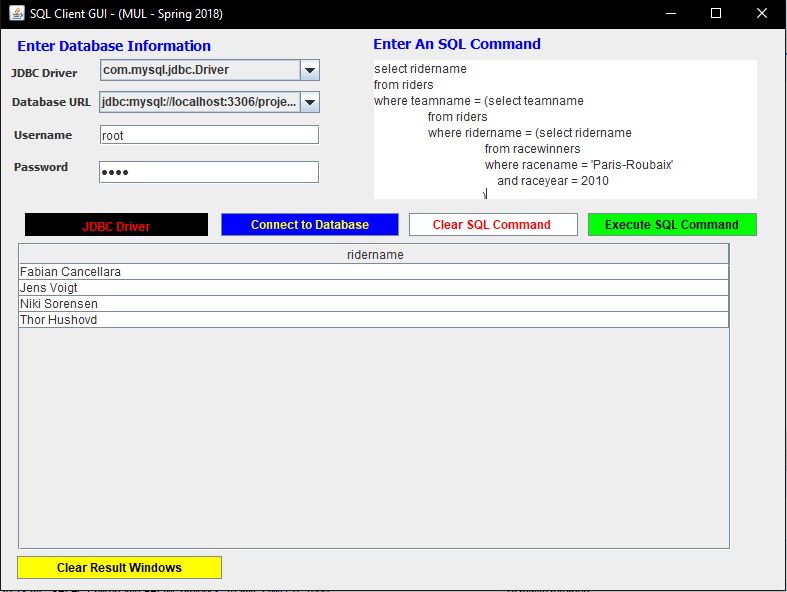 SQL Client GUI - (MUL - Spring 2018)
Enter Database Information
JDBC Driver
com.mysql.jdbc.Driver
Database URL
jdbc:mysql://localhost:3306/proje...
Username
root
Password
••••
Enter An SQL Command
select ridername
from riders
where teamname = (select teamname
from riders
where ridername = (select ridername
from racewinners
where racename = 'Paris-Roubaix'
and raceyear = 2010
JDBC Driver
Connect to Database
Clear SQL Command
Execute SQL Command
ridername
Fabian Cancellara
Jens Voigt
Niki Sorensen
Thor Hushovd
Clear Result Windows